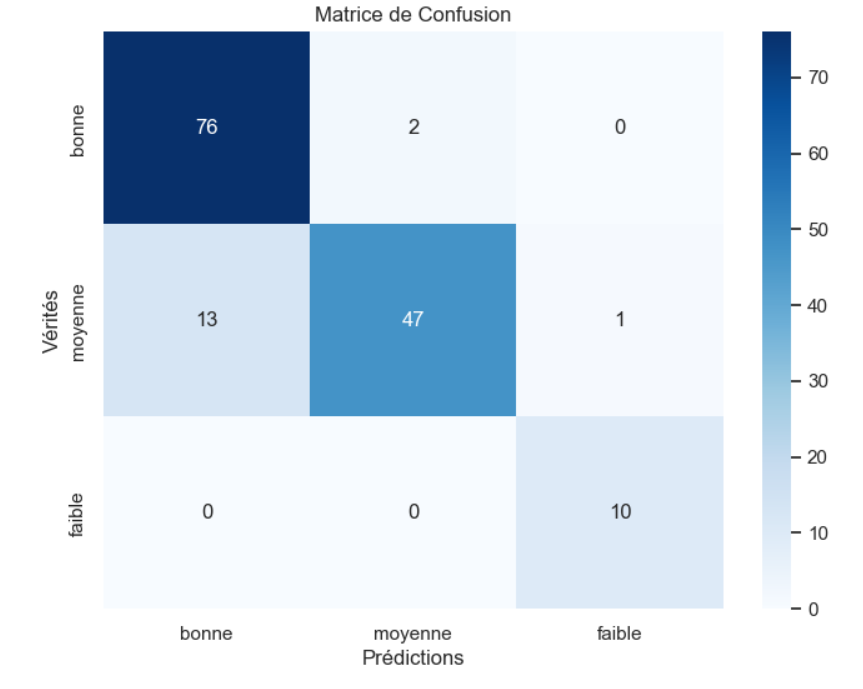 Matrice de Confusion
bonne
76
2
0
Vérités
moyenne
13
47
1
faible
0
0
10
bonne
moyenne
faible
Prédictions
70
60
50
40
30
20
10
0